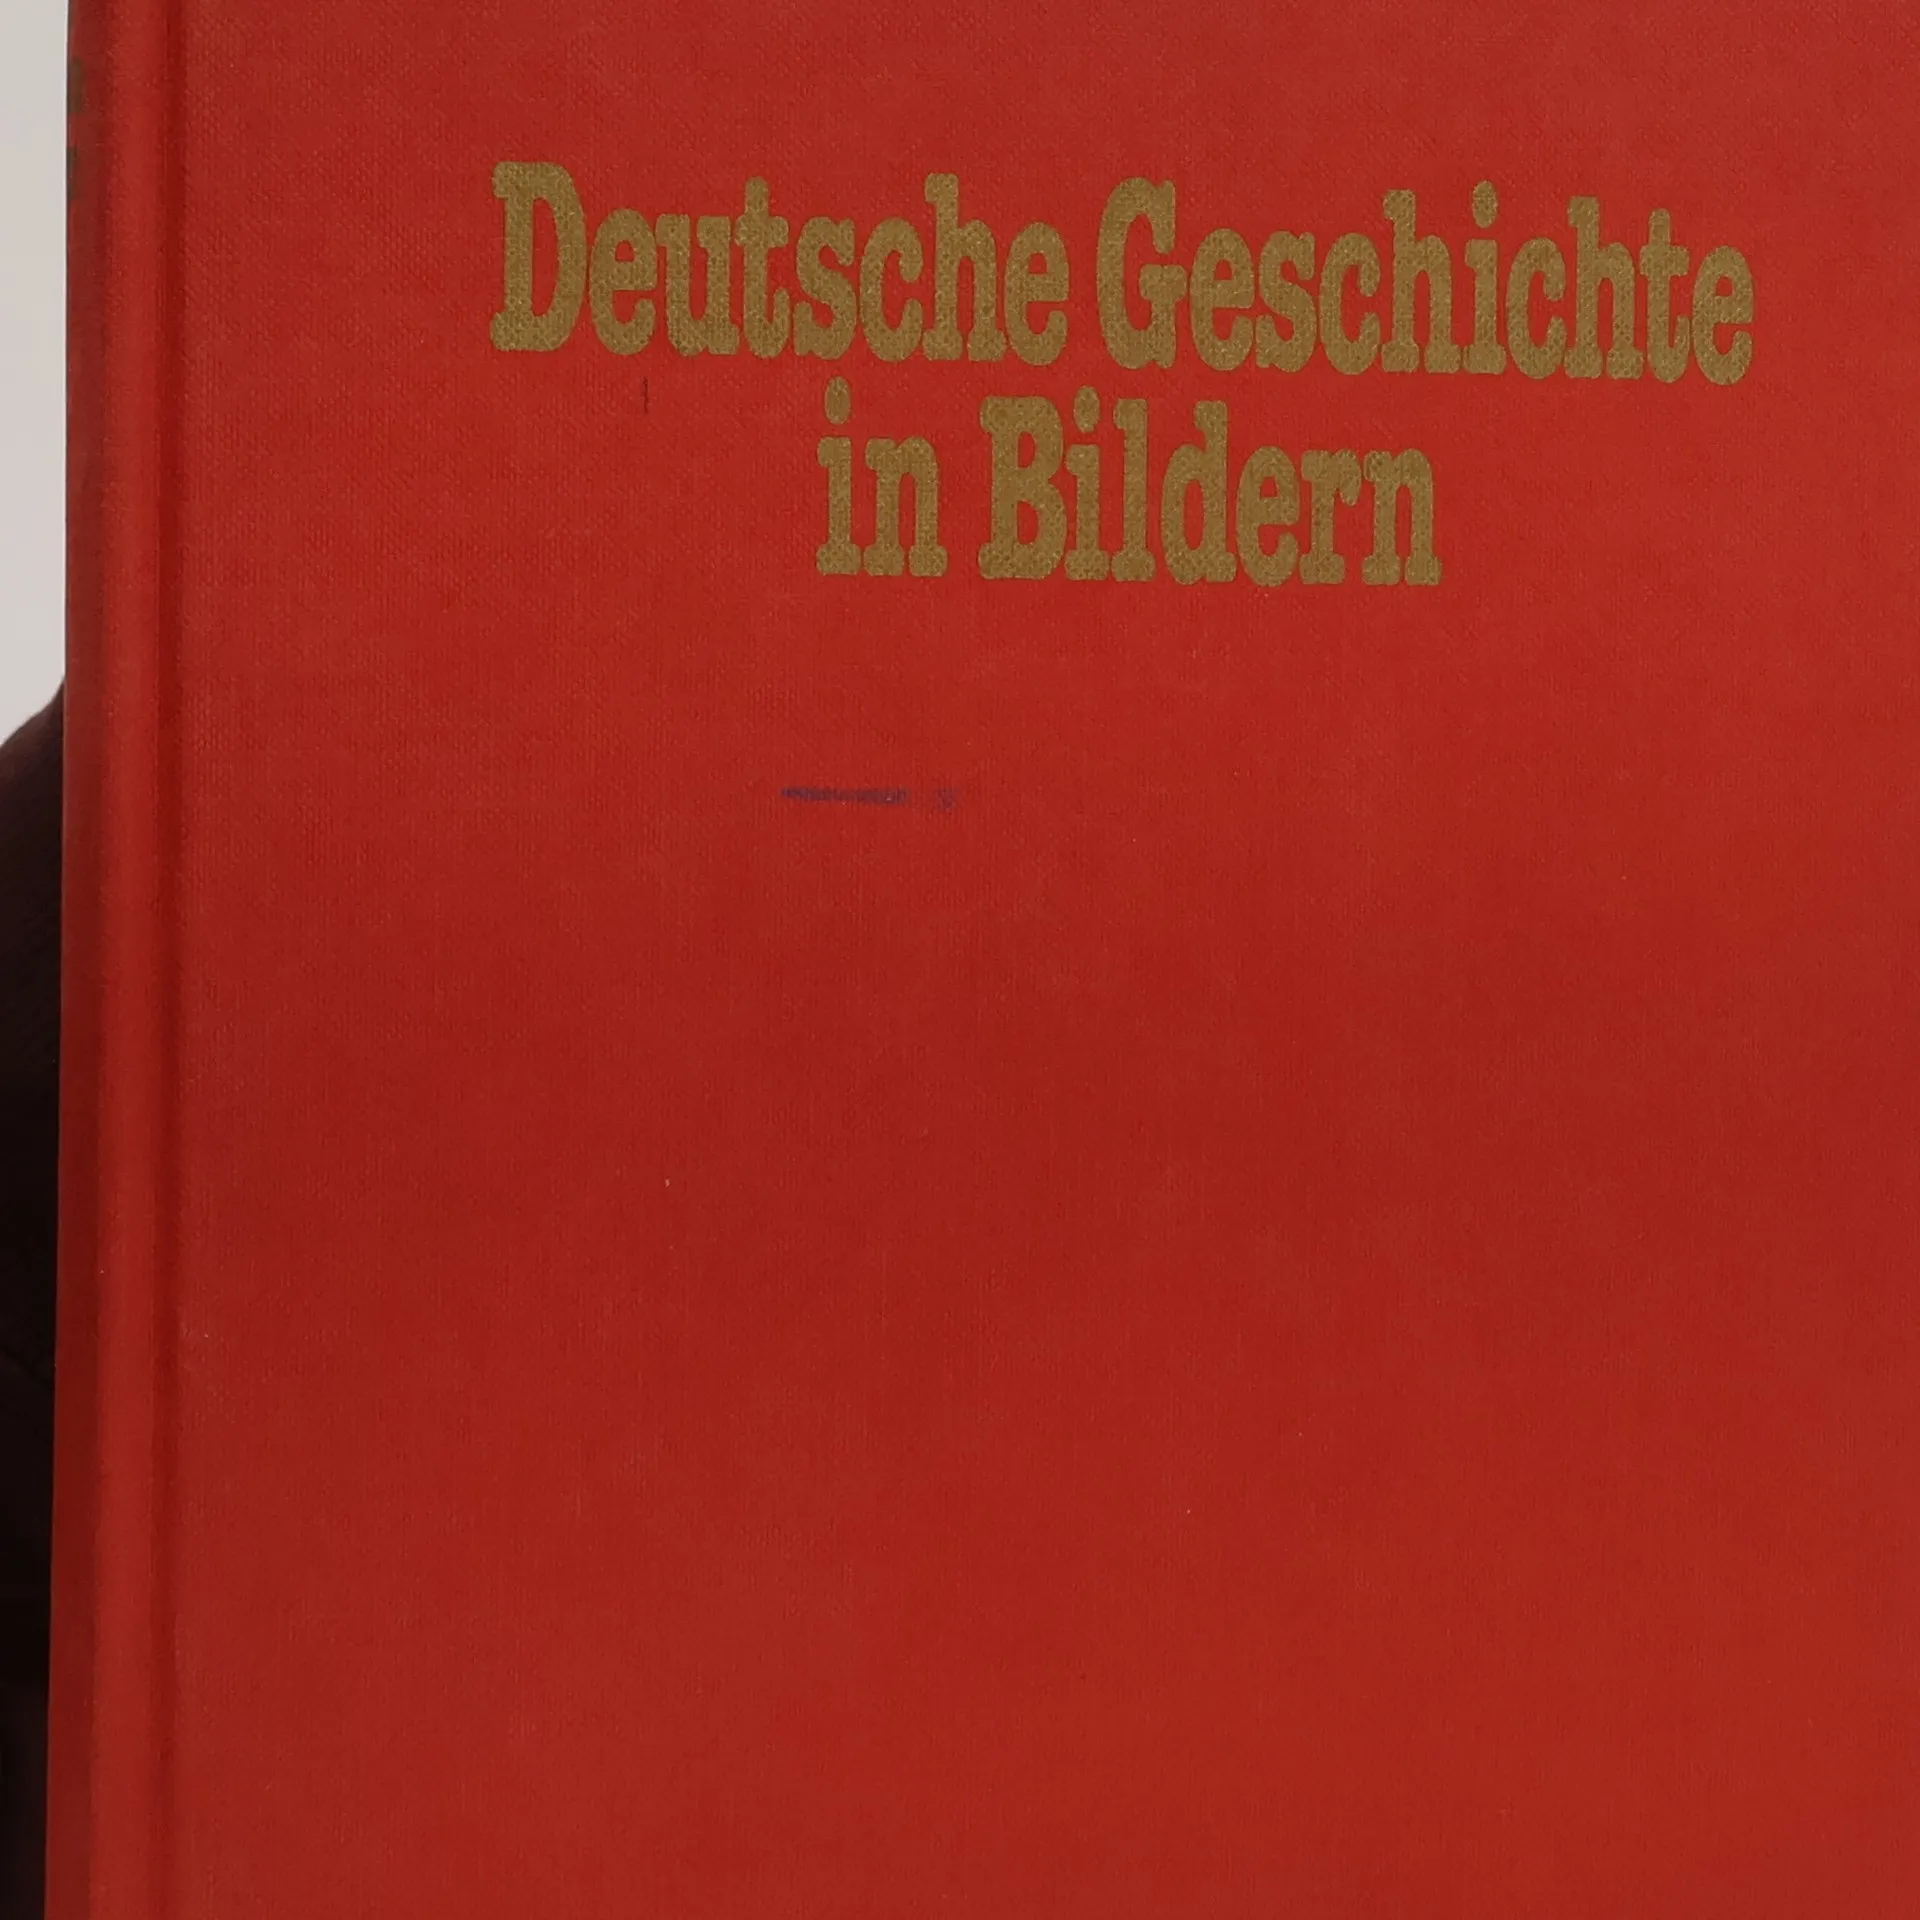 Deutsche Geschichte
in Bildern